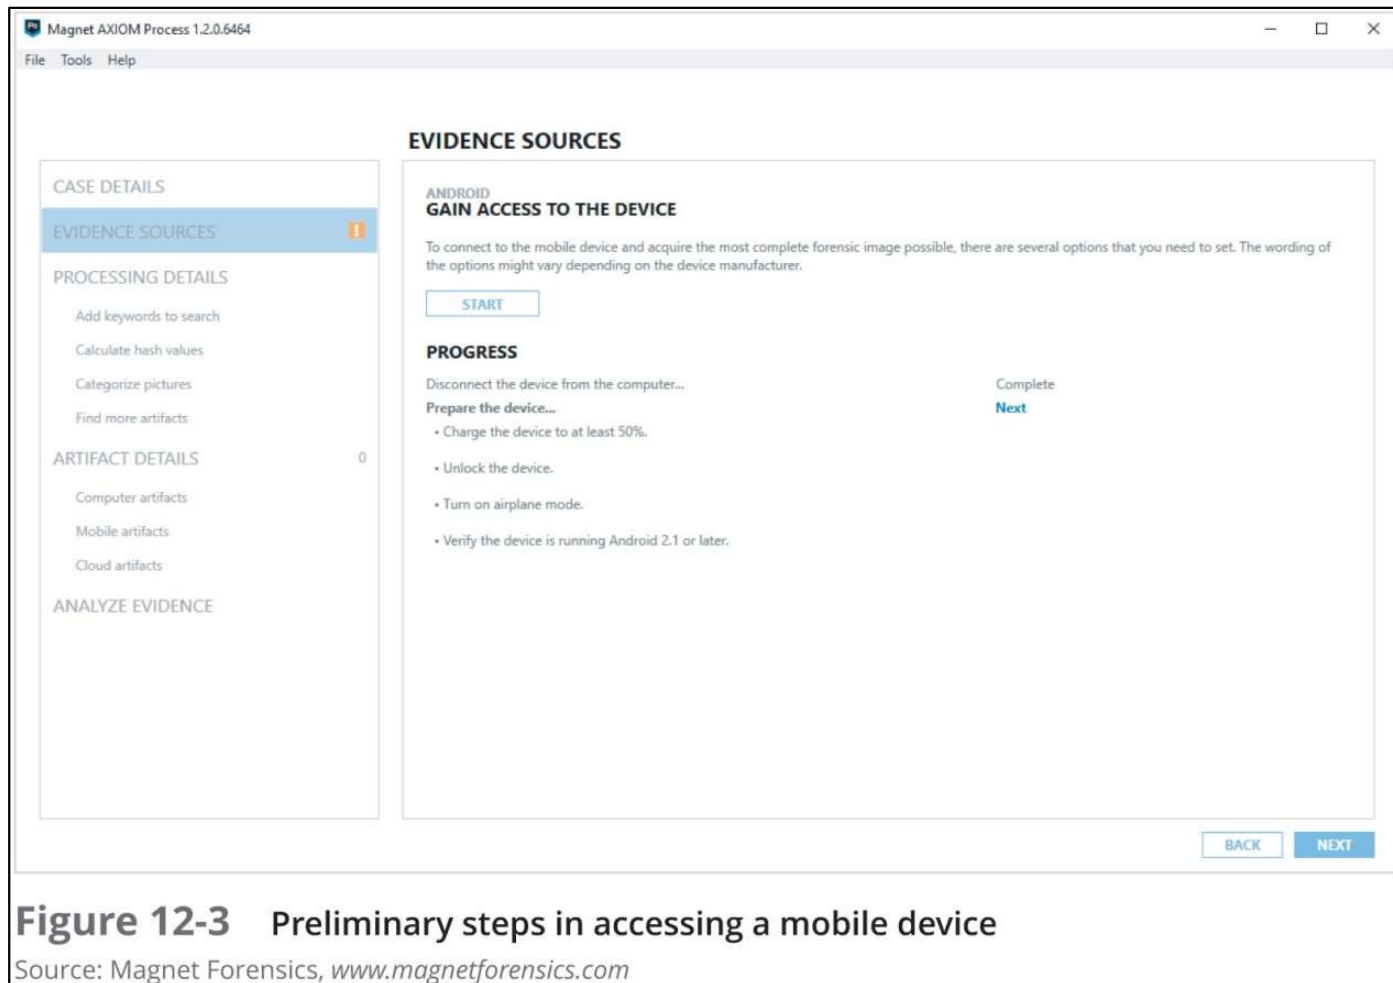 Magnet AXIOM Process 1.2.0.6464
File Tools Help
EVIDENCE SOURCES
CASE DETAILS
EVIDENCE SOURCES !
PROCESSING DETAILS
Add keywords to search
Calculate hash values
Categorize pictures
Find more artifacts
ARTIFACT DETAILS 0
Computer artifacts
Mobile artifacts
Cloud artifacts
ANALYZE EVIDENCE
ANDROID
GAIN ACCESS TO THE DEVICE
To connect to the mobile device and acquire the most complete forensic image possible, there are several options that you need to set. The wording of
the options might vary depending on the device manufacturer.
START
PROGRESS
Disconnect the device from the computer... Complete
Prepare the device... Next
• Charge the device to at least 50%.
• Unlock the device.
• Turn on airplane mode.
• Verify the device is running Android 2.1 or later.
BACK NEXT
Figure 12-3 Preliminary steps in accessing a mobile device
Source: Magnet Forensics, www.magnetforensics.com